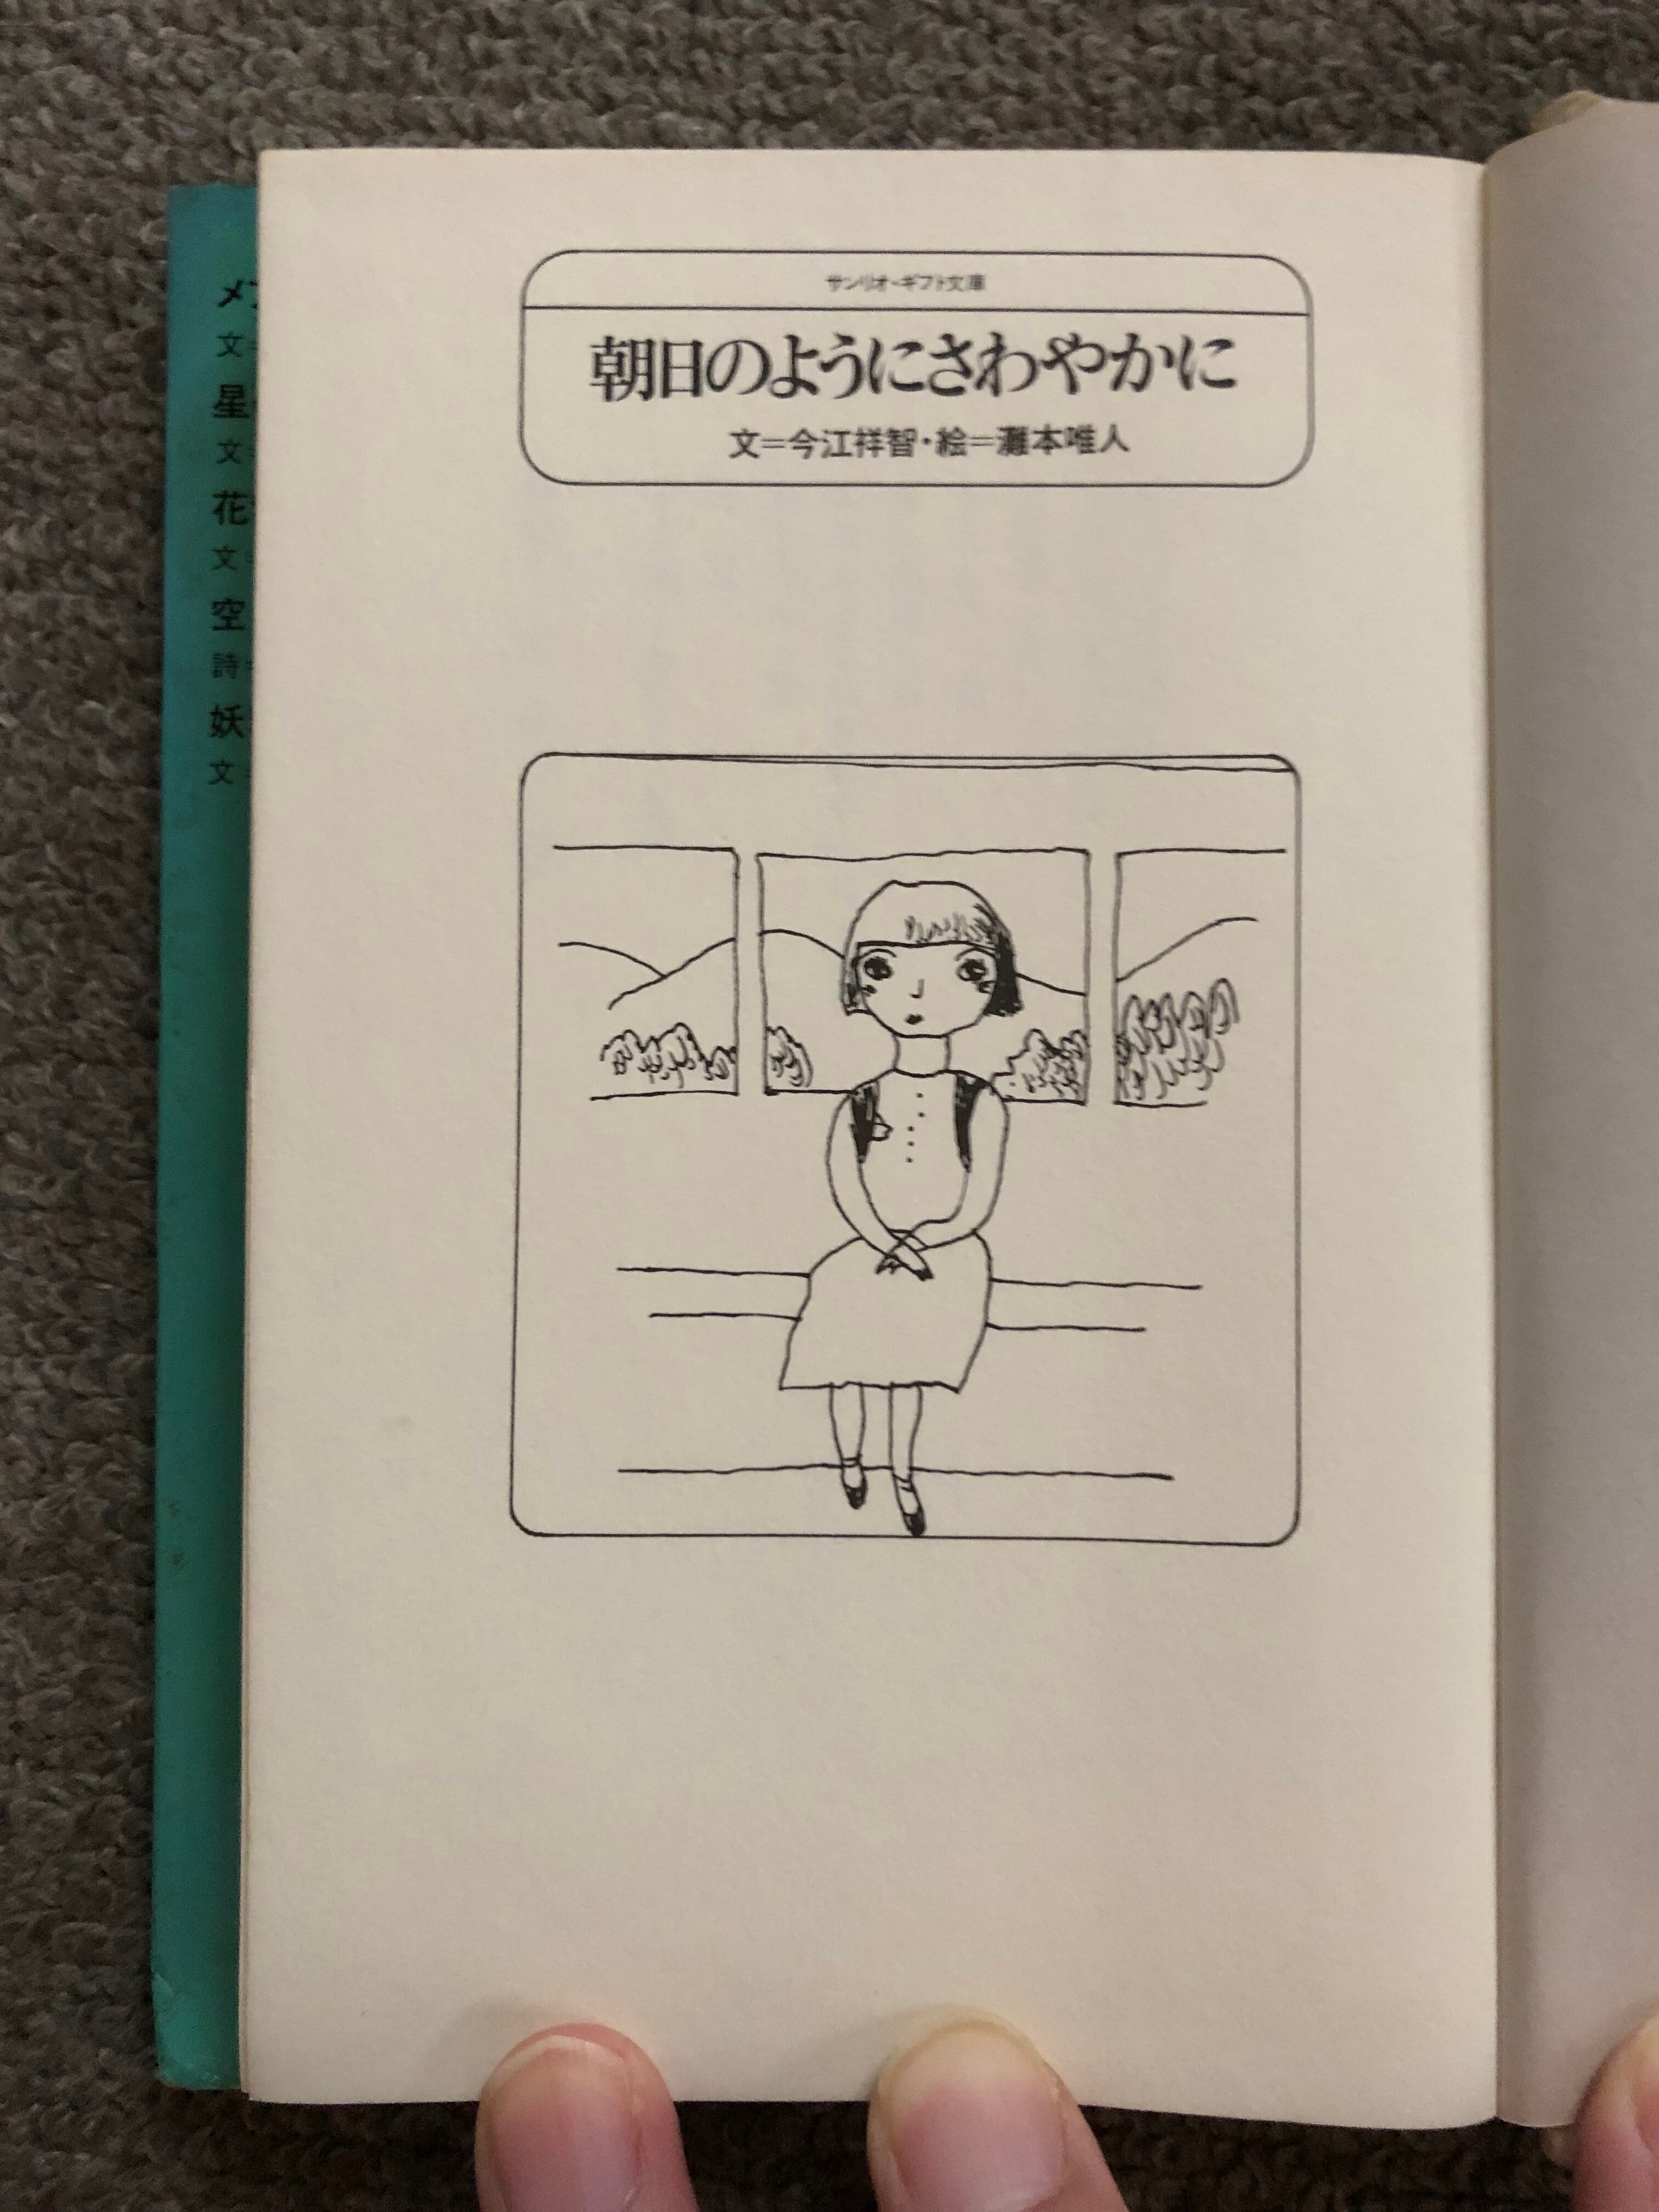 サンリオ・ギフト文庫
朝日のようにさわやかに
文=今江祥智・絵=灘本唯人
メ
文=
星
文=
花
文=
空
詩=
妖
文=